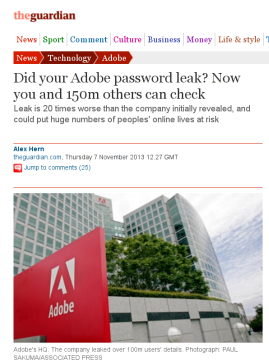 theguardian
News Sport Comment Culture Business Money Life & style
News Technology Adobe
Did your Adobe password leak? Now
you and 150m others can check
Leak is 20 times worse than the company initially revealed, and
could put huge numbers of peoples' online lives at risk
Alex Hern
theguardian.com, Thursday 7 November 2013 12.27 GMT
Jump to comments (25)
Adobe
Adobe's HQ. The company leaked over 100m users' details. Photograph: PAUL
SAKUMA/ASSOCIATED PRESS